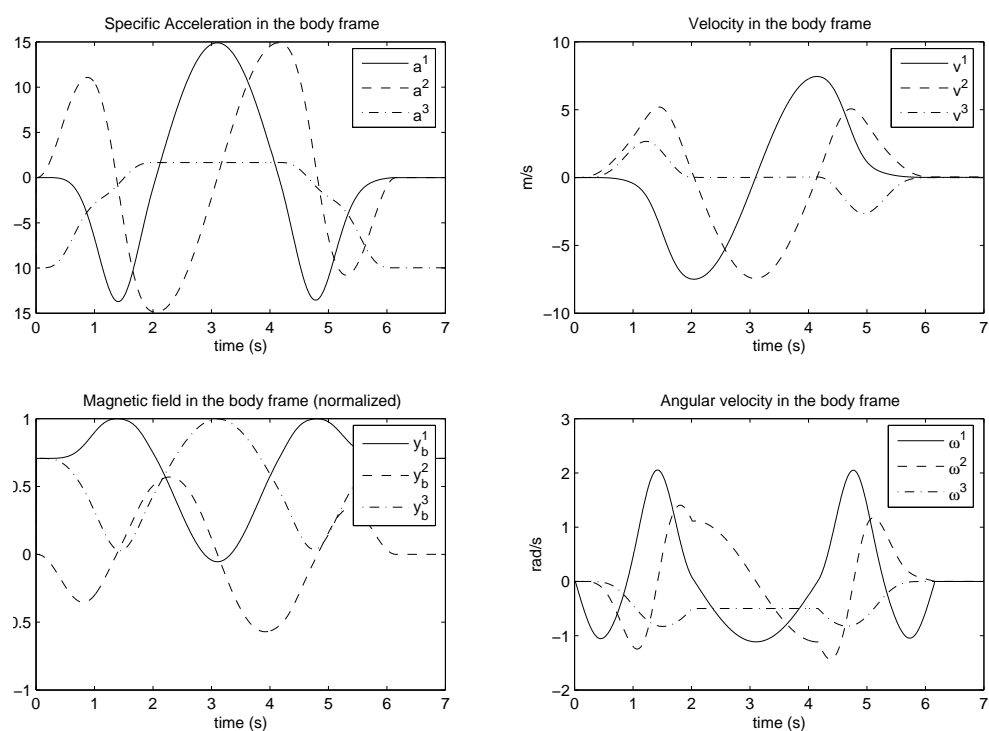 Specific Acceleration in the body frame
15
10
5
0
−5
10
15
0 1 2 3 4 5 6 7
time (s)
a1
a2
a3
Velocity in the body frame
10
5
0
−5
−10
m/s
0 1 2 3 4 5 6 7
time (s)
v1
v2
v3
Magnetic field in the body frame (normalized)
1
0.5
0
0.5
−1
0 1 2 3 4 5 6 7
time (s)
yb1
yb2
yb3
Angular velocity in the body frame
3
2
1
0
−1
−2
rad/s
0 1 2 3 4 5 6 7
time (s)
ω1
ω2
ω3